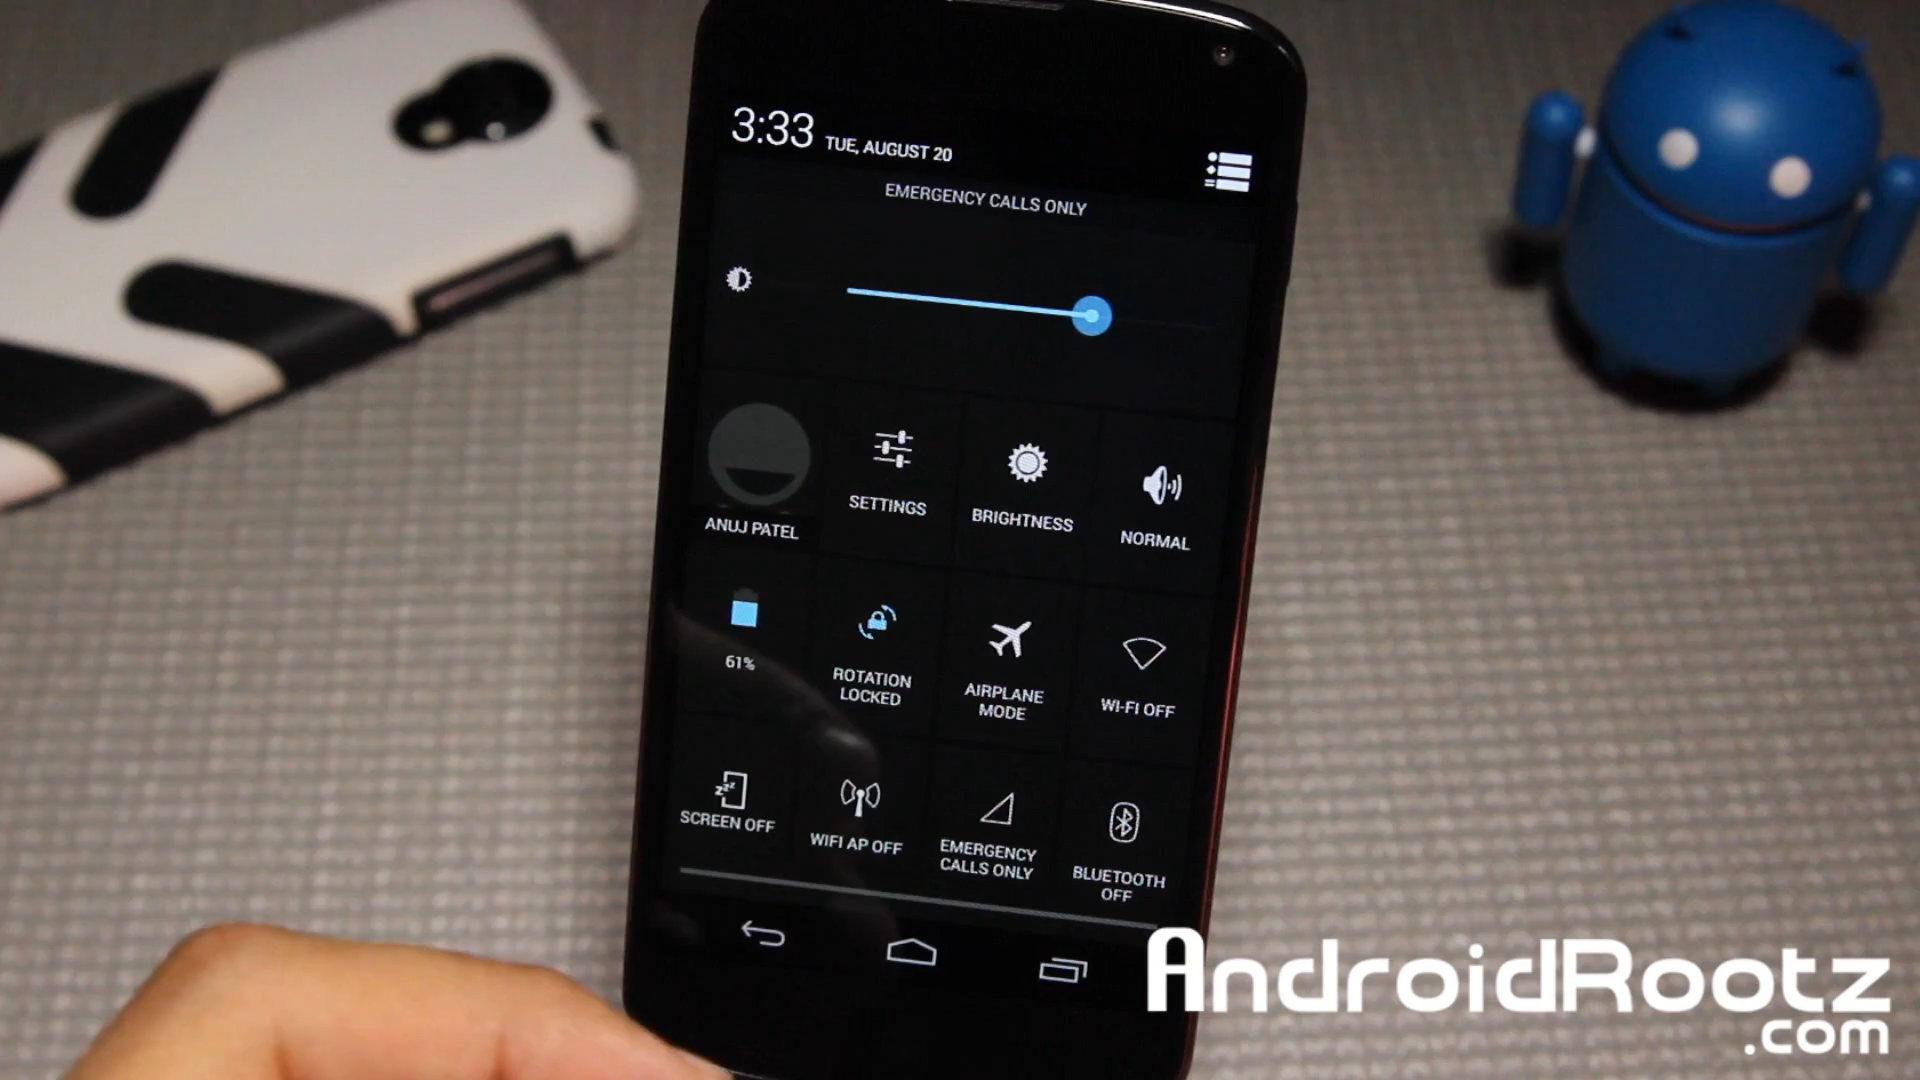 3:33 TUE, AUGUST 20
EMERGENCY CALLS ONLY
ANUJ PATEL
SETTINGS
BRIGHTNESS
NORMAL
61%
ROTATION
LOCKED
AIRPLANE
MODE
WI-FI OFF
zzz
SCREEN OFF
WIFI AP OFF
EMERGENCY
CALLS ONLY
BLUETOOTH
OFF
AndroidRootz
.com